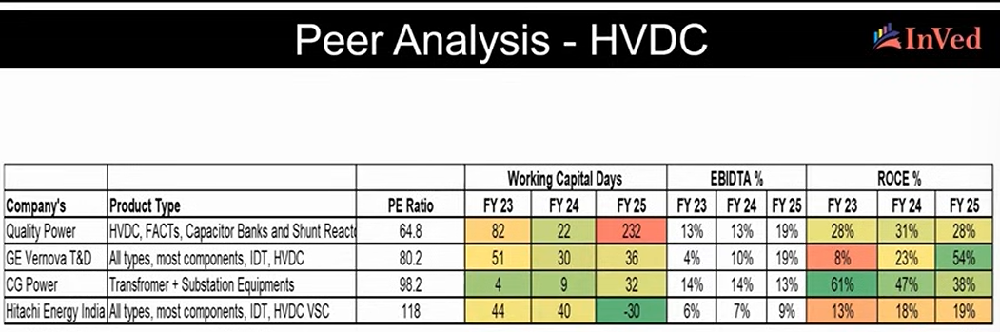 Peer Analysis - HVDC
InVed
Working Capital Days EBIDTA % ROCE %
Company's Product Type PE Ratio FY 23 FY 24 FY 25 FY 23 FY 24 FY 25 FY 23 FY 24 FY 25
Quality Power HVDC, FACTs, Capacitor Banks and Shunt Reacto 64.8 82 22 232 13% 13% 19% 28% 31% 28%
GE Vernova T&D All types, most components, IDT, HVDC 80.2 51 30 36 4% 10% 19% 8% 23% 54%
CG Power Transfromer + Substation Equipments 98.2 4 9 32 14% 14% 13% 61% 47% 38%
Hitachi Energy India All types, most components, IDT, HVDC VSC 118 44 40 -30 6% 7% 9% 13% 18% 19%